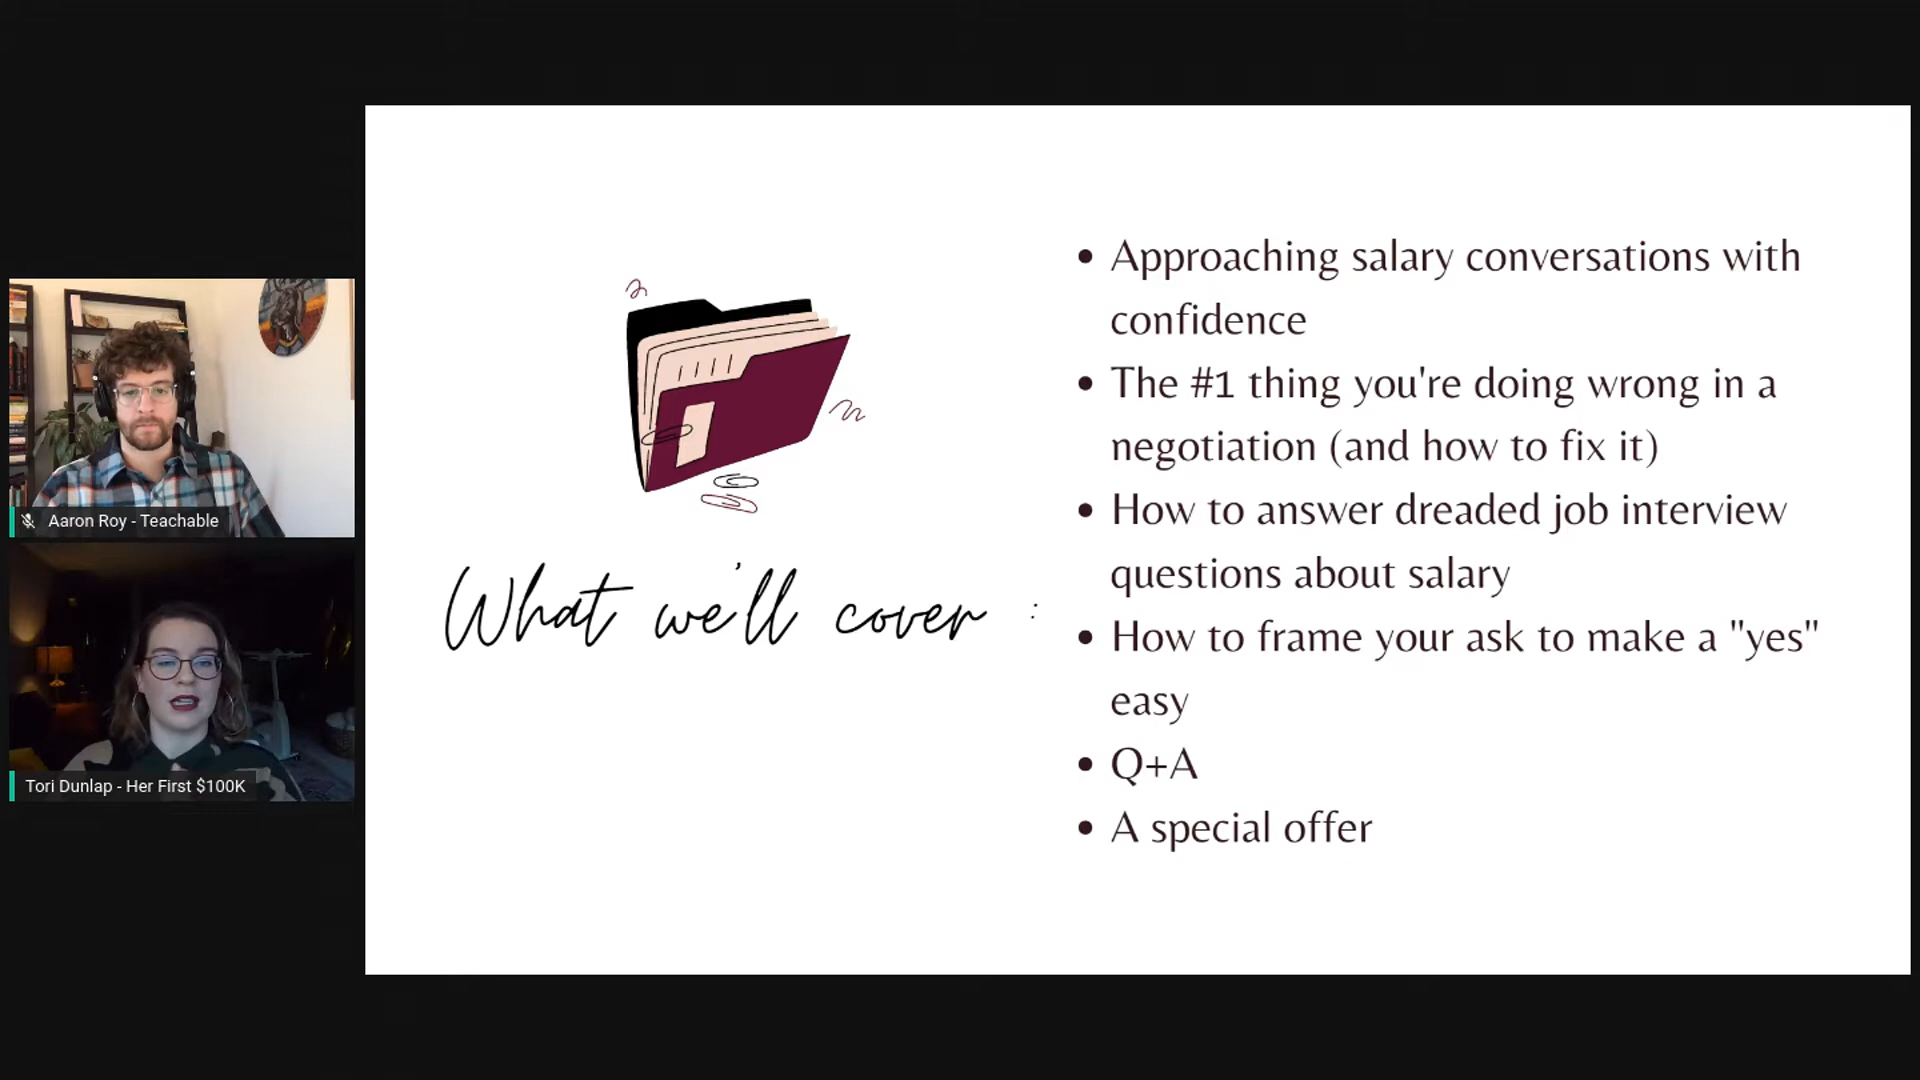 Aaron Roy - Teachable
Tori Dunlap - Her First $100K
What we'll cover :
• Approaching salary conversations with
confidence
• The #1 thing you're doing wrong in a
negotiation (and how to fix it)
• How to answer dreaded job interview
questions about salary
• How to frame your ask to make a "yes"
easy
• Q+A
• A special offer